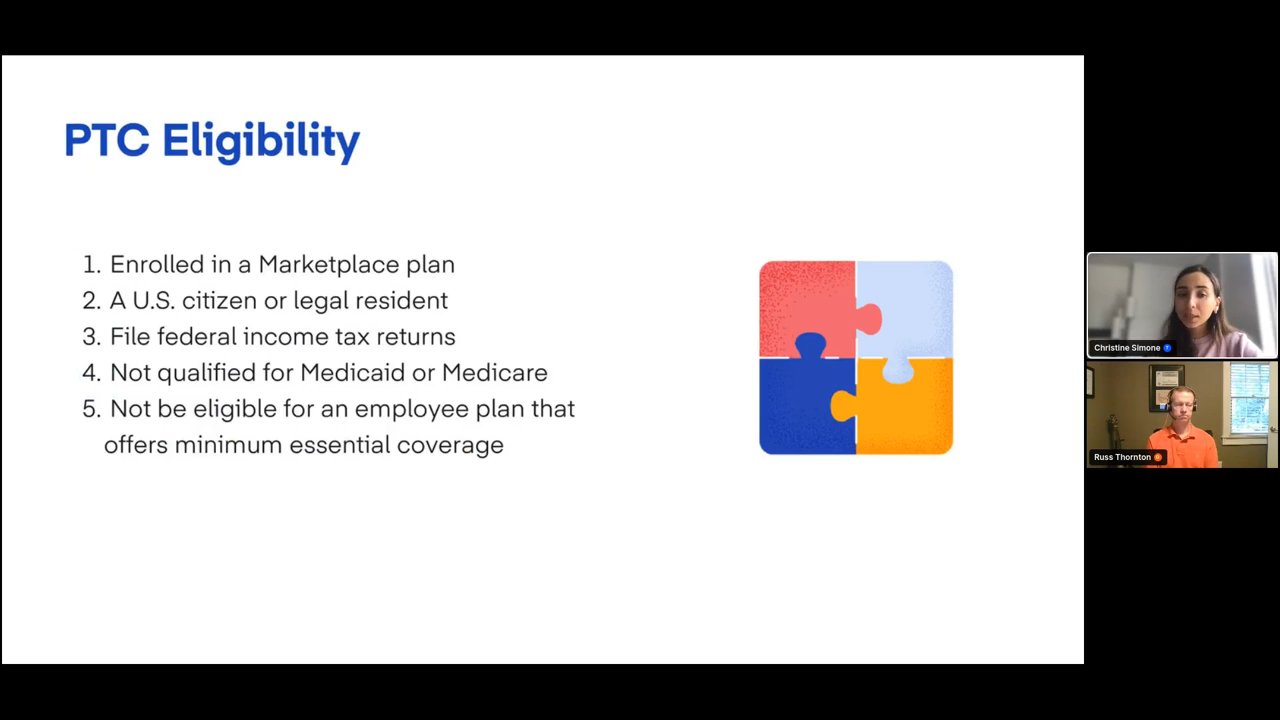 PTC Eligibility
1. Enrolled in a Marketplace plan
2. A U.S. citizen or legal resident
3. File federal income tax returns
4. Not qualified for Medicaid or Medicare
5. Not be eligible for an employee plan that
offers minimum essential coverage
Christine Simone
Russ Thornton